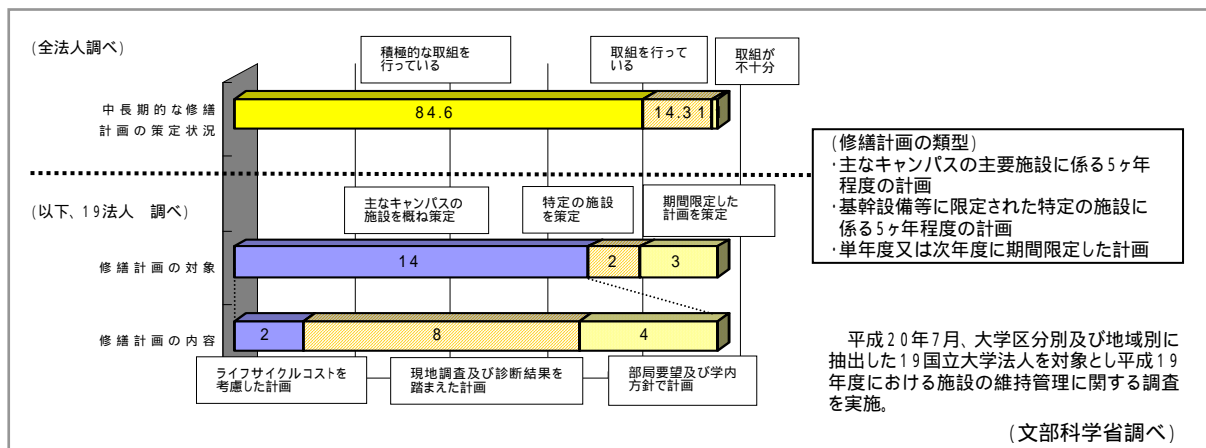 (全法人調べ)
積極的な取組を
行っている
取組を行って
いる
取組が
不十分
中長期的な修繕
計画の策定状況
84.6
14.3
1.
(以下、19法人 調べ)
主なキャンパスの
施設を概ね策定
特定の施設
を策定
期間限定した
計画を策定
修繕計画の対象
14
2
3
修繕計画の内容
2
8
4
ライフサイクルコストを
考慮した計画
現地調査及び診断結果を
踏まえた計画
部局要望及び学内
方針で計画
(修繕計画の類型)
・主なキャンパスの主要施設に係る5ヶ年
程度の計画
・基幹設備等に限定された特定の施設に
係る5ヶ年程度の計画
・単年度又は次年度に期間限定した計画
平成20年7月、大学区分別及び地域別に
抽出した19国立大学法人を対象とし平成19
年度における施設の維持管理に関する調査
を実施。
(文部科学省調べ)